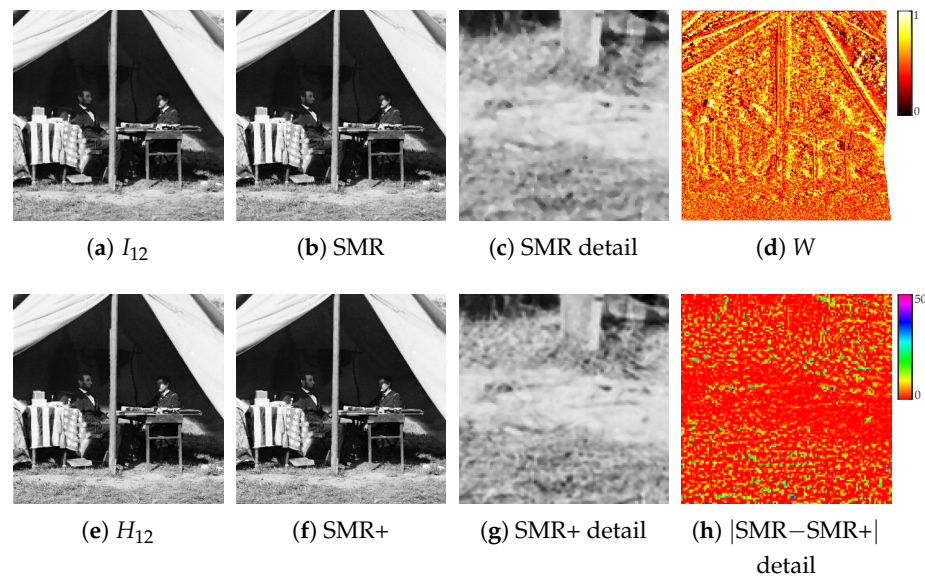 1
0
(a) I₁₂
(b) SMR
(c) SMR detail
(d) W
50
0
(e) H₁₂
(f) SMR+
(g) SMR+ detail
(h) |SMR−SMR+|
detail